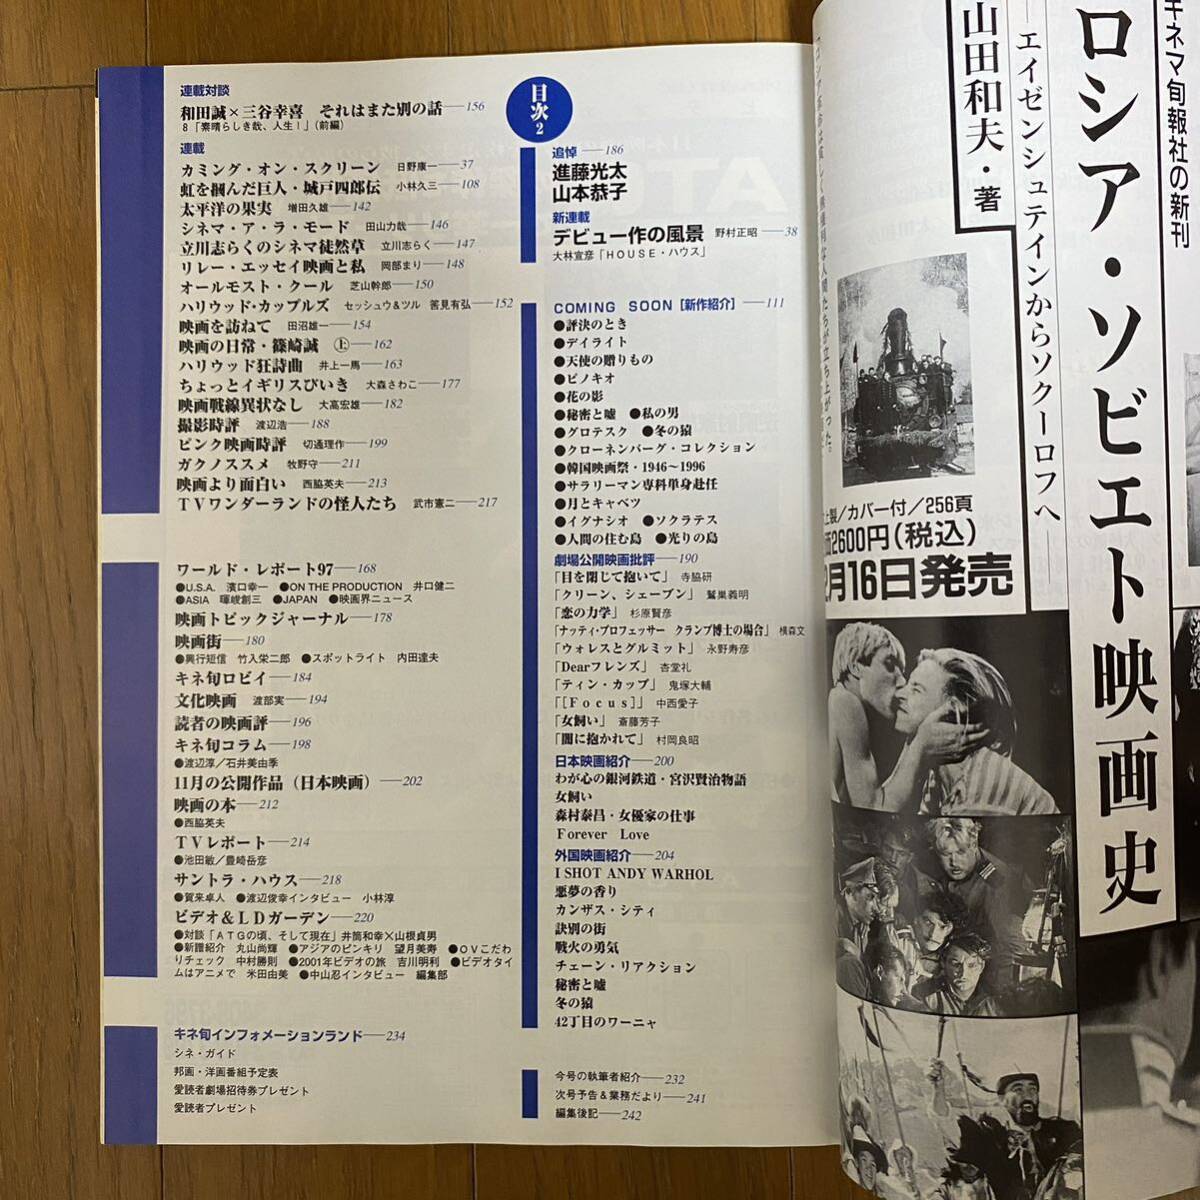 連載対談
和田誠×三谷幸喜　それはまた別の話──156
8「素晴らしき哉、人生！」(前編)
連載
カミング・オン・スクリーン　日野康一──37
虹を掴んだ巨人・城戸四郎伝　小林久三──108
太平洋の果実　増田久雄──142
シネマ・ア・ラ・モード　田山力哉──146
立川志らくのシネマ徒然草　立川志らく──147
リレー・エッセイ映画と私　岡部まり──148
オールモスト・クール　芝山幹郎──150
ハリウッド・カップルズ　セッシュウ&ツル　筈見有弘──152
映画を訪ねて　田沼雄一──154
映画の日常・篠崎誠　㊤──162
ハリウッド狂詩曲　井上一馬──163
ちょっとイギリスびいき　大森さわこ──177
映画戦線異状なし　大高宏雄──182
撮影時評　渡辺浩──188
ピンク映画時評　切通理作──199
ガクノススメ　牧野守──211
映画より面白い　西脇英夫──213
TVワンダーランドの怪人たち　武市憲二──217
ワールド・レポート97──168
●U.S.A.　濱口幸一　●ON THE PRODUCTION　井口健二
●ASIA　暉峻創三　●JAPAN　●映画界ニュース
映画トピックジャーナル──178
映画街──180
●興行短信　竹入栄二郎　●スポットライト　内田達夫
キネ旬ロビイ──184
文化映画　渡部実──194
読者の映画評──196
キネ旬コラム──198
●渡辺淳／石井美由季
11月の公開作品（日本映画）──202
映画の本──212
●西脇英夫
TVレポート──214
●池田敏／豊崎岳彦
サントラ・ハウス──218
●賀来卓人　●渡辺俊幸インタビュー　小林淳
ビデオ&LDガーデン──220
●対談「ATGの頃、そして現在」井筒和幸×山根貞男
●新譜紹介　丸山尚輝　●アジアのピンキリ　望月美寿　●OVこだわ
りチェック　中村勝則　●2001年ビデオの旅　吉川明利　●ビデオタイ
ムはアニメで　米田由美　●中山忍インタビュー　編集部
キネ旬インフォメーションランド──234
シネ・ガイド
邦画・洋画番組予定表
愛読者劇場招待券プレゼント
愛読者プレゼント
目次2
追悼──186
進藤光太
山本恭子
新連載
デビュー作の風景　野村正昭──38
大林宣彦「HOUSE・ハウス」
COMING SOON［新作紹介］──111
●評決のとき
●デイライト
●天使の贈りもの
●ピノキオ
●花の影
●秘密と嘘　●私の男
●グロテスク　●冬の猿
●クローネンバーグ・コレクション
●韓国映画祭・1946〜1996
●サラリーマン専科単身赴任
●月とキャベツ
●イグナシオ　●ソクラテス
●人間の住む島　●光りの島
劇場公開映画批評──190
「目を閉じて抱いて」　寺脇研
「クリーン、シェーブン」　鷲巣義明
「恋の力学」　杉原賢彦
「ナッティ・プロフェッサー　クランプ博士の場合」　横森文
「ウォレスとグルミット」　永野寿彦
「Dearフレンズ」　杏堂礼
「ティン・カップ」　鬼塚大輔
「［Focus］」　中西愛子
「女飼い」　斎藤芳子
「闇に抱かれて」　村岡良昭
日本映画紹介──200
わが心の銀河鉄道・宮沢賢治物語
女飼い
森村泰昌・女優家の仕事
Forever Love
外国映画紹介──204
I SHOT ANDY WARHOL
悪夢の香り
カンザス・シティ
訣別の街
戦火の勇気
チェーン・リアクション
秘密と嘘
冬の猿
42丁目のワーニャ
今号の執筆者紹介──232
次号予告&業務だより──241
編集後記──242
キネマ旬報社の新刊
ロシア・ソビエト映画史
──エイゼンシュテインからソクーロフへ──
山田和夫・著
上製／カバー付／256頁
価2600円(税込)
2月16日発売